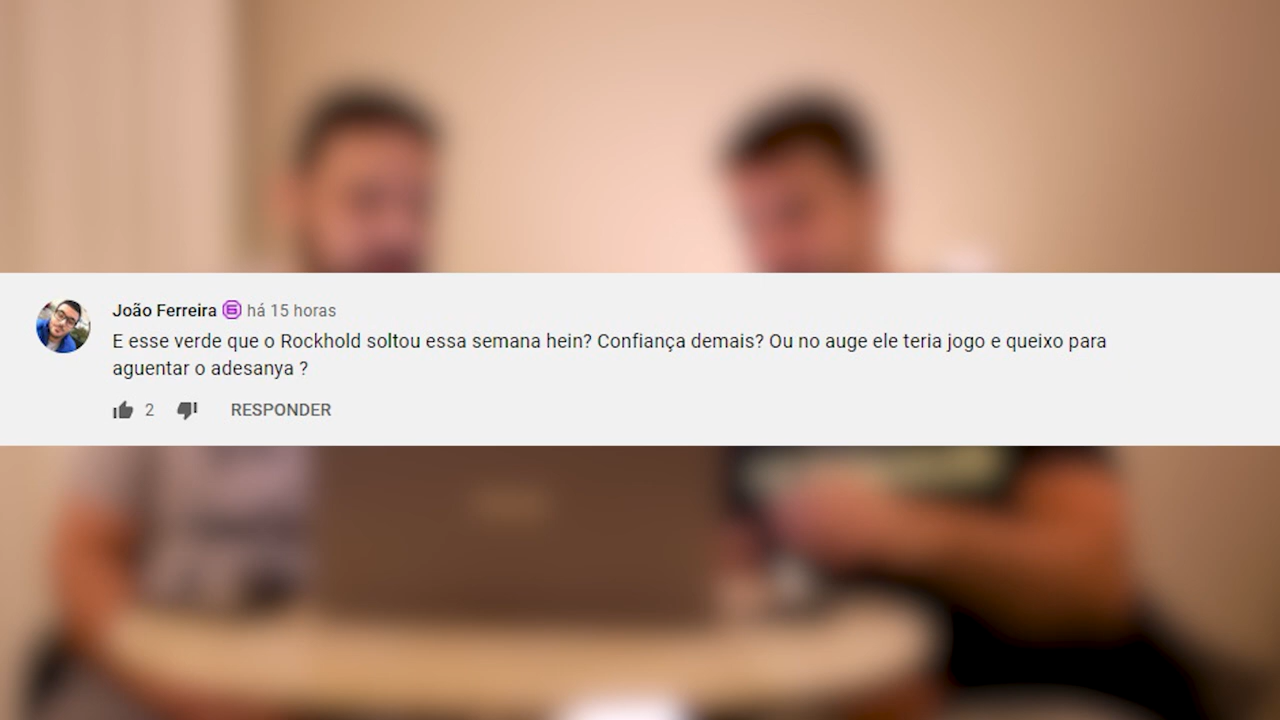 João Ferreira há 15 horas
E esse verde que o Rockhold soltou essa semana hein? Confiança demais? Ou no auge ele teria jogo e queixo para
aguentar o adesanya ?
2 RESPONDER